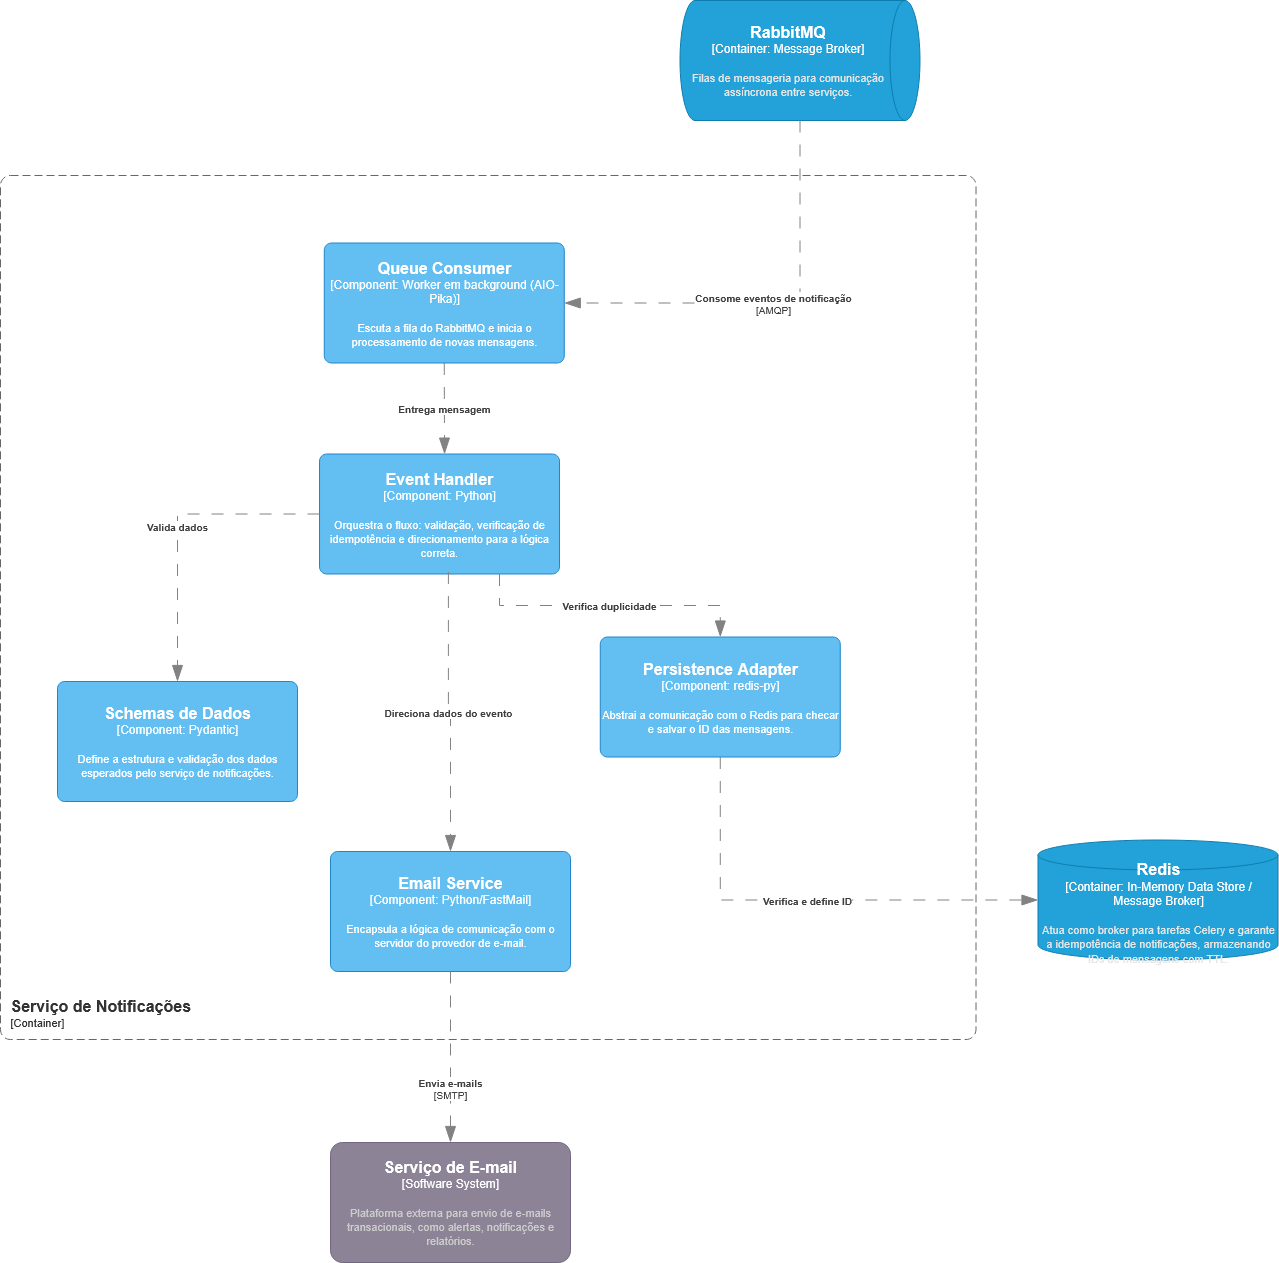 RabbitMQ
[Container: Message Broker]
Filas de mensageria para comunicação
assíncrona entre serviços.
Queue Consumer
[Component: Worker em background (AIO-
Pika)]
Escuta a fila do RabbitMQ e inicia o
processamento de novas mensagens.
Consome eventos de notificação
[AMQP]
Entrega mensagem
Event Handler
[Component: Python]
Orquestra o fluxo: validação, verificação de
idempotência e direcionamento para a lógica
correta.
Valida dados
Verifica duplicidade
Persistence Adapter
[Component: redis-py]
Abstrai a comunicação com o Redis para checar
e salvar o ID das mensagens.
Schemas de Dados
[Component: Pydantic]
Define a estrutura e validação dos dados
esperados pelo serviço de notificações.
Direciona dados do evento
Email Service
[Component: Python/FastMail]
Encapsula a lógica de comunicação com o
servidor do provedor de e-mail.
Verifica e define ID
Redis
[Container: In-Memory Data Store /
Message Broker]
Atua como broker para tarefas Celery e garante
a idempotência de notificações, armazenando
IDs de mensagens com TTL.
Serviço de Notificações
[Container]
Envia e-mails
[SMTP]
Serviço de E-mail
[Software System]
Plataforma externa para envio de e-mails
transacionais, como alertas, notificações e
relatórios.